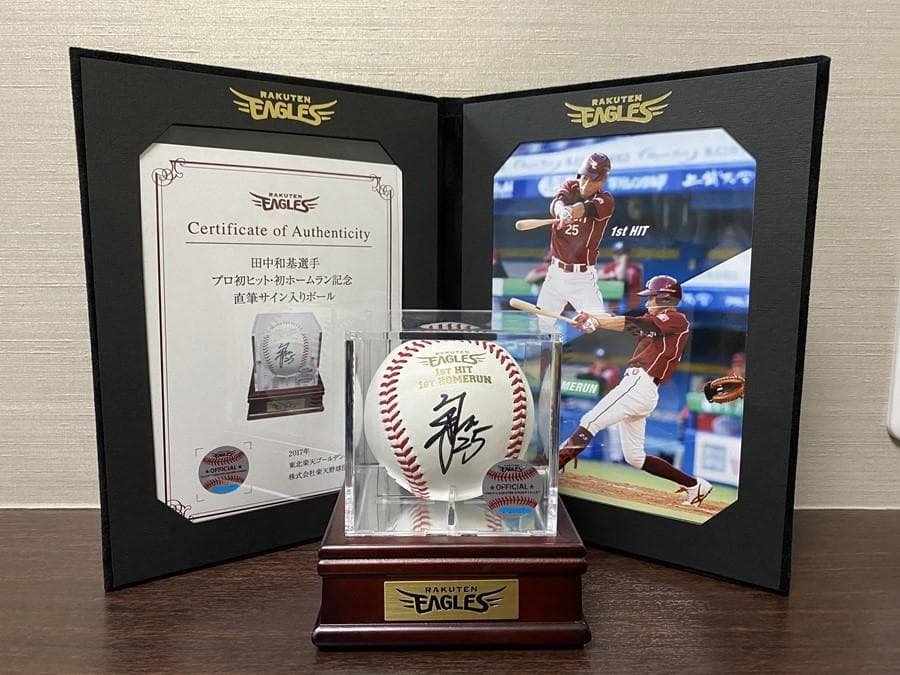 RAKUTEN
EAGLES
RAKUTEN
EAGLES
Certificate of Authenticity
田中和基選手
プロ初ヒット・初ホームラン記念
直筆サイン入りボール
2017年
東北楽天ゴールデン
株式会社楽天野球
OFFICIAL
RAKUTEN
EAGLES
25
1st HIT
MERUN
RAKUTEN
EAGLES
1st HIT
1st HOMERUN
25
EAGLES
OFFICIAL
RAKUTEN
EAGLES